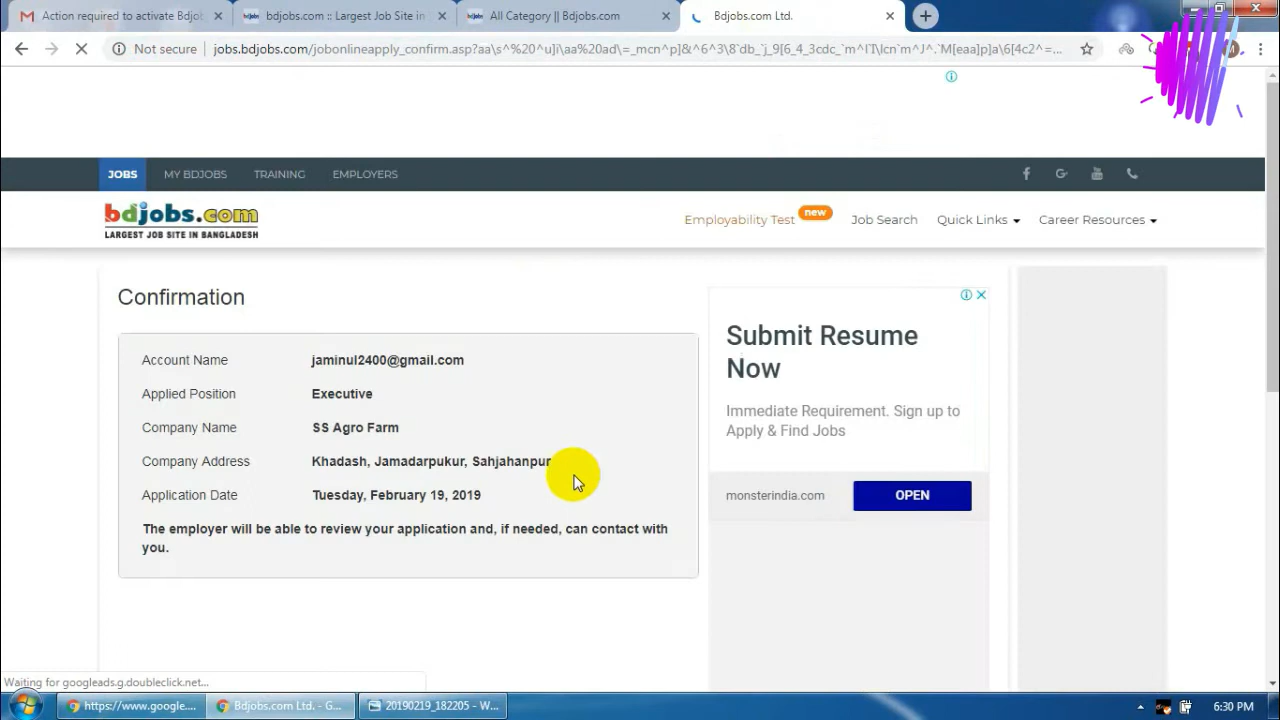 Action required to activate Bdjob
bdjobs.com :: Largest Job Site in
All Category || Bdjobs.com
Bdjobs.com Ltd.
Not secure
jobs.bdjobs.com/jobonlineapply_confirm.asp?
JOBS
MY BDJOBS
TRAINING
EMPLOYERS
bdjobs.com
LARGEST JOB SITE IN BANGLADESH
Employability Test new
Job Search
Quick Links
Career Resources
Confirmation
Account Name jaminul2400@gmail.com
Applied Position Executive
Company Name SS Agro Farm
Company Address Khadash, Jamadarpukur, Sahjahanpur
Application Date Tuesday, February 19, 2019
The employer will be able to review your application and, if needed, can contact with
you.
Submit Resume
Now
Immediate Requirement. Sign up to
Apply & Find Jobs
monsterindia.com
OPEN
Waiting for googleads.g.doubleclick.net...
https://www.google....
Bdjobs.com Ltd. - G...
20190219_182205 - W...
6:30 PM